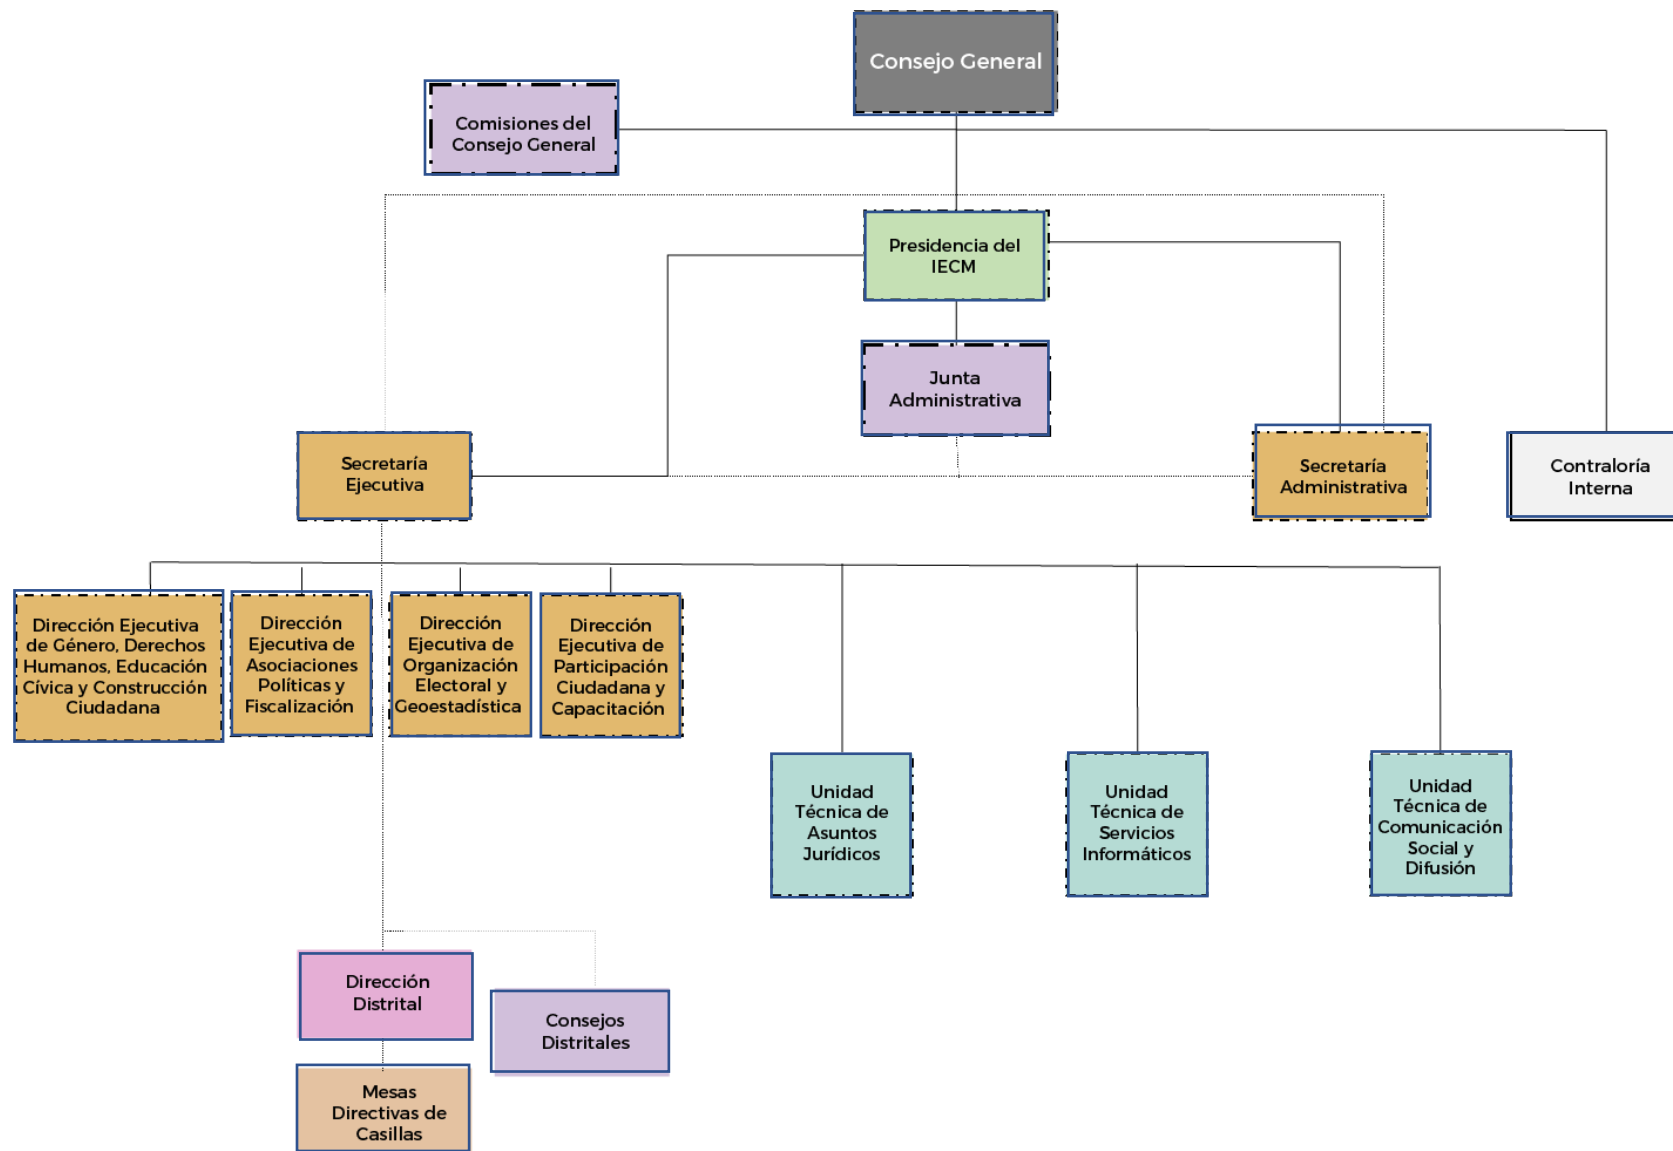 Consejo General
Comisiones del
Consejo General
Presidencia del
IECM
Junta
Administrativa
Secretaría
Ejecutiva
Secretaría
Administrativa
Contraloría
Interna
Dirección Ejecutiva
de Género, Derechos
Humanos, Educación
Cívica y Construcción
Ciudadana
Dirección
Ejecutiva de
Asociaciones
Políticas y
Fiscalización
Dirección
Ejecutiva de
Organización
Electoral y
Geoestadística
Dirección
Ejecutiva de
Participación
Ciudadana y
Capacitación
Unidad
Técnica de
Asuntos
Jurídicos
Unidad
Técnica de
Servicios
Informáticos
Unidad
Técnica de
Comunicación
Social y
Difusión
Dirección
Distrital
Consejos
Distritales
Mesas
Directivas de
Casillas